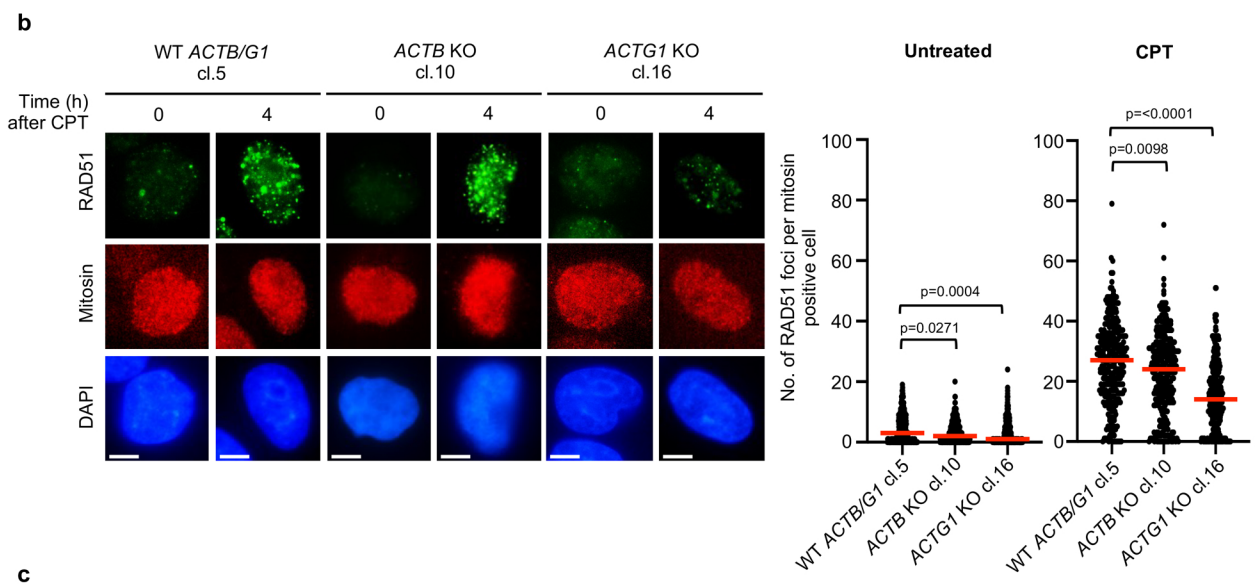 b
WT ACTB/G1
cl.5
ACTB KO
cl.10
ACTG1 KO
cl.16
Time (h)
after CPT
0
4
0
4
0
4
RAD51
Mitosin
DAPI
Untreated
CPT
No. of RAD51 foci per mitosin
positive cell
100
80
60
40
20
0
p=0.0004
p=0.0271
WT ACTB/G1 cl.5
ACTB KO cl.10
ACTG1 KO cl.16
100
80
60
40
20
0
p=<0.0001
p=0.0098
WT ACTB/G1 cl.5
ACTB KO cl.10
ACTG1 KO cl.16
c